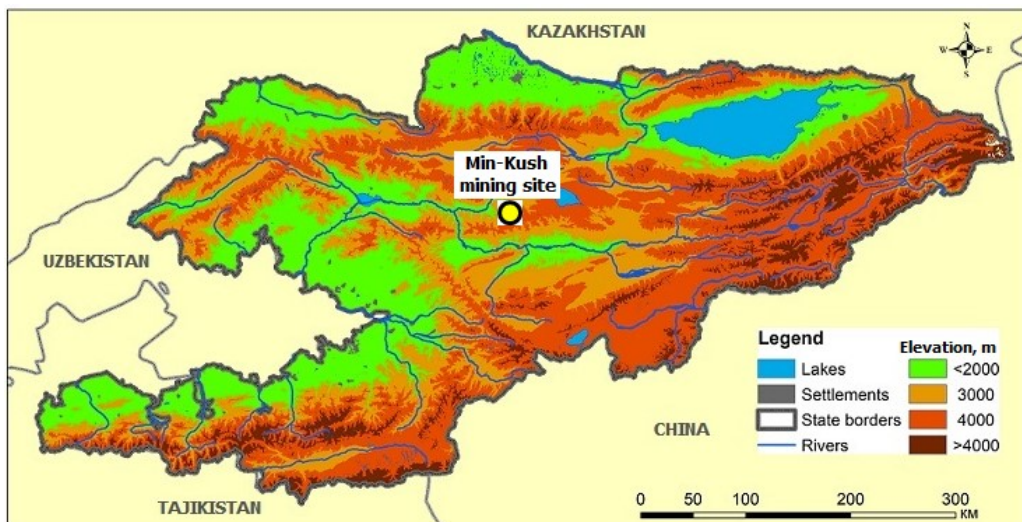 KAZAKHSTAN
N
W E
S
Min-Kush
mining site
UZBEKISTAN
Legend
Elevation, m
Lakes
<2000
Settlements
3000
State borders
4000
Rivers
>4000
CHINA
TAJIKISTAN
0 50 100 200 300
KM